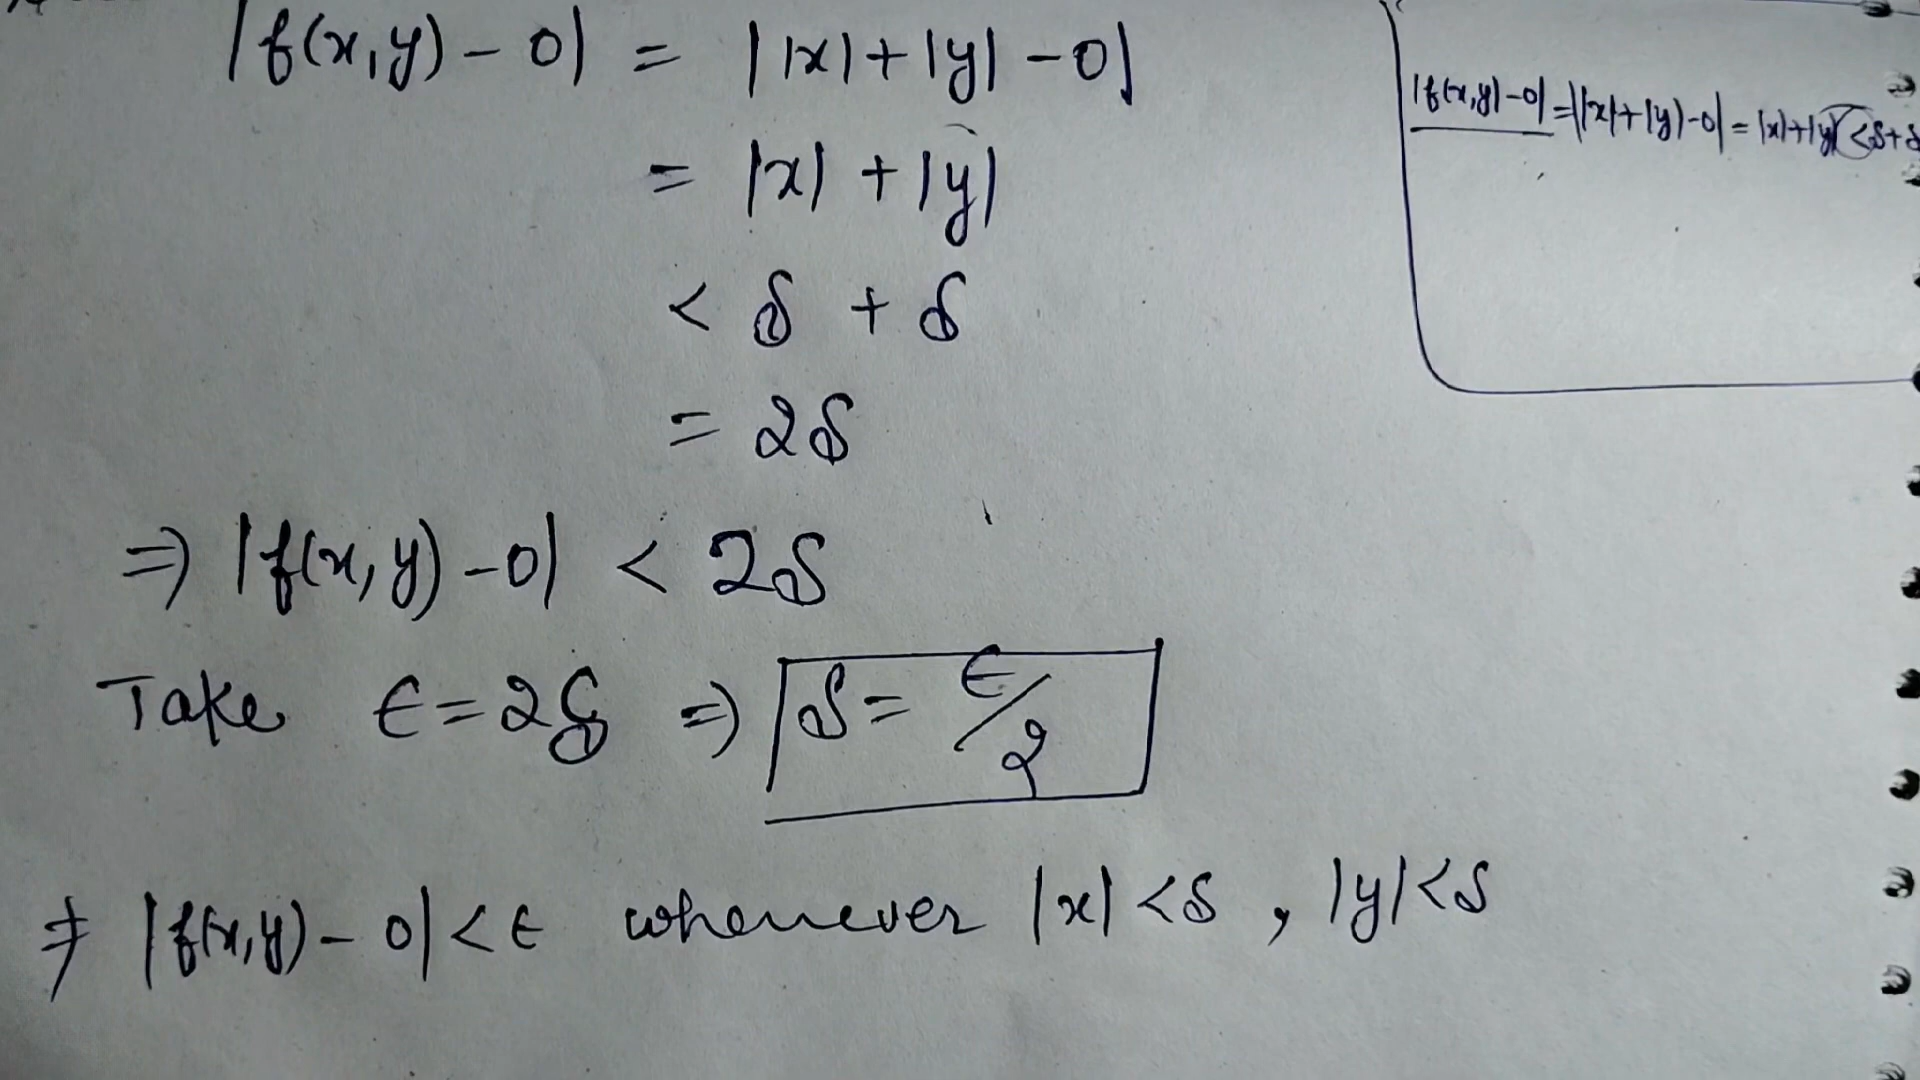 |f(x,y) - 0| = ||x| + |y| - 0|
= |x| + |y|
< δ + δ
= 2δ
⇒ |f(x,y) - 0| < 2δ
Take ϵ = 2δ ⇒ δ = ϵ/2
⇒ |f(x,y) - 0| < ϵ whenever |x| < δ , |y| < δ
|f(x,y) - 0| = ||x| + |y| - 0| = |x| + |y| < δ + δ